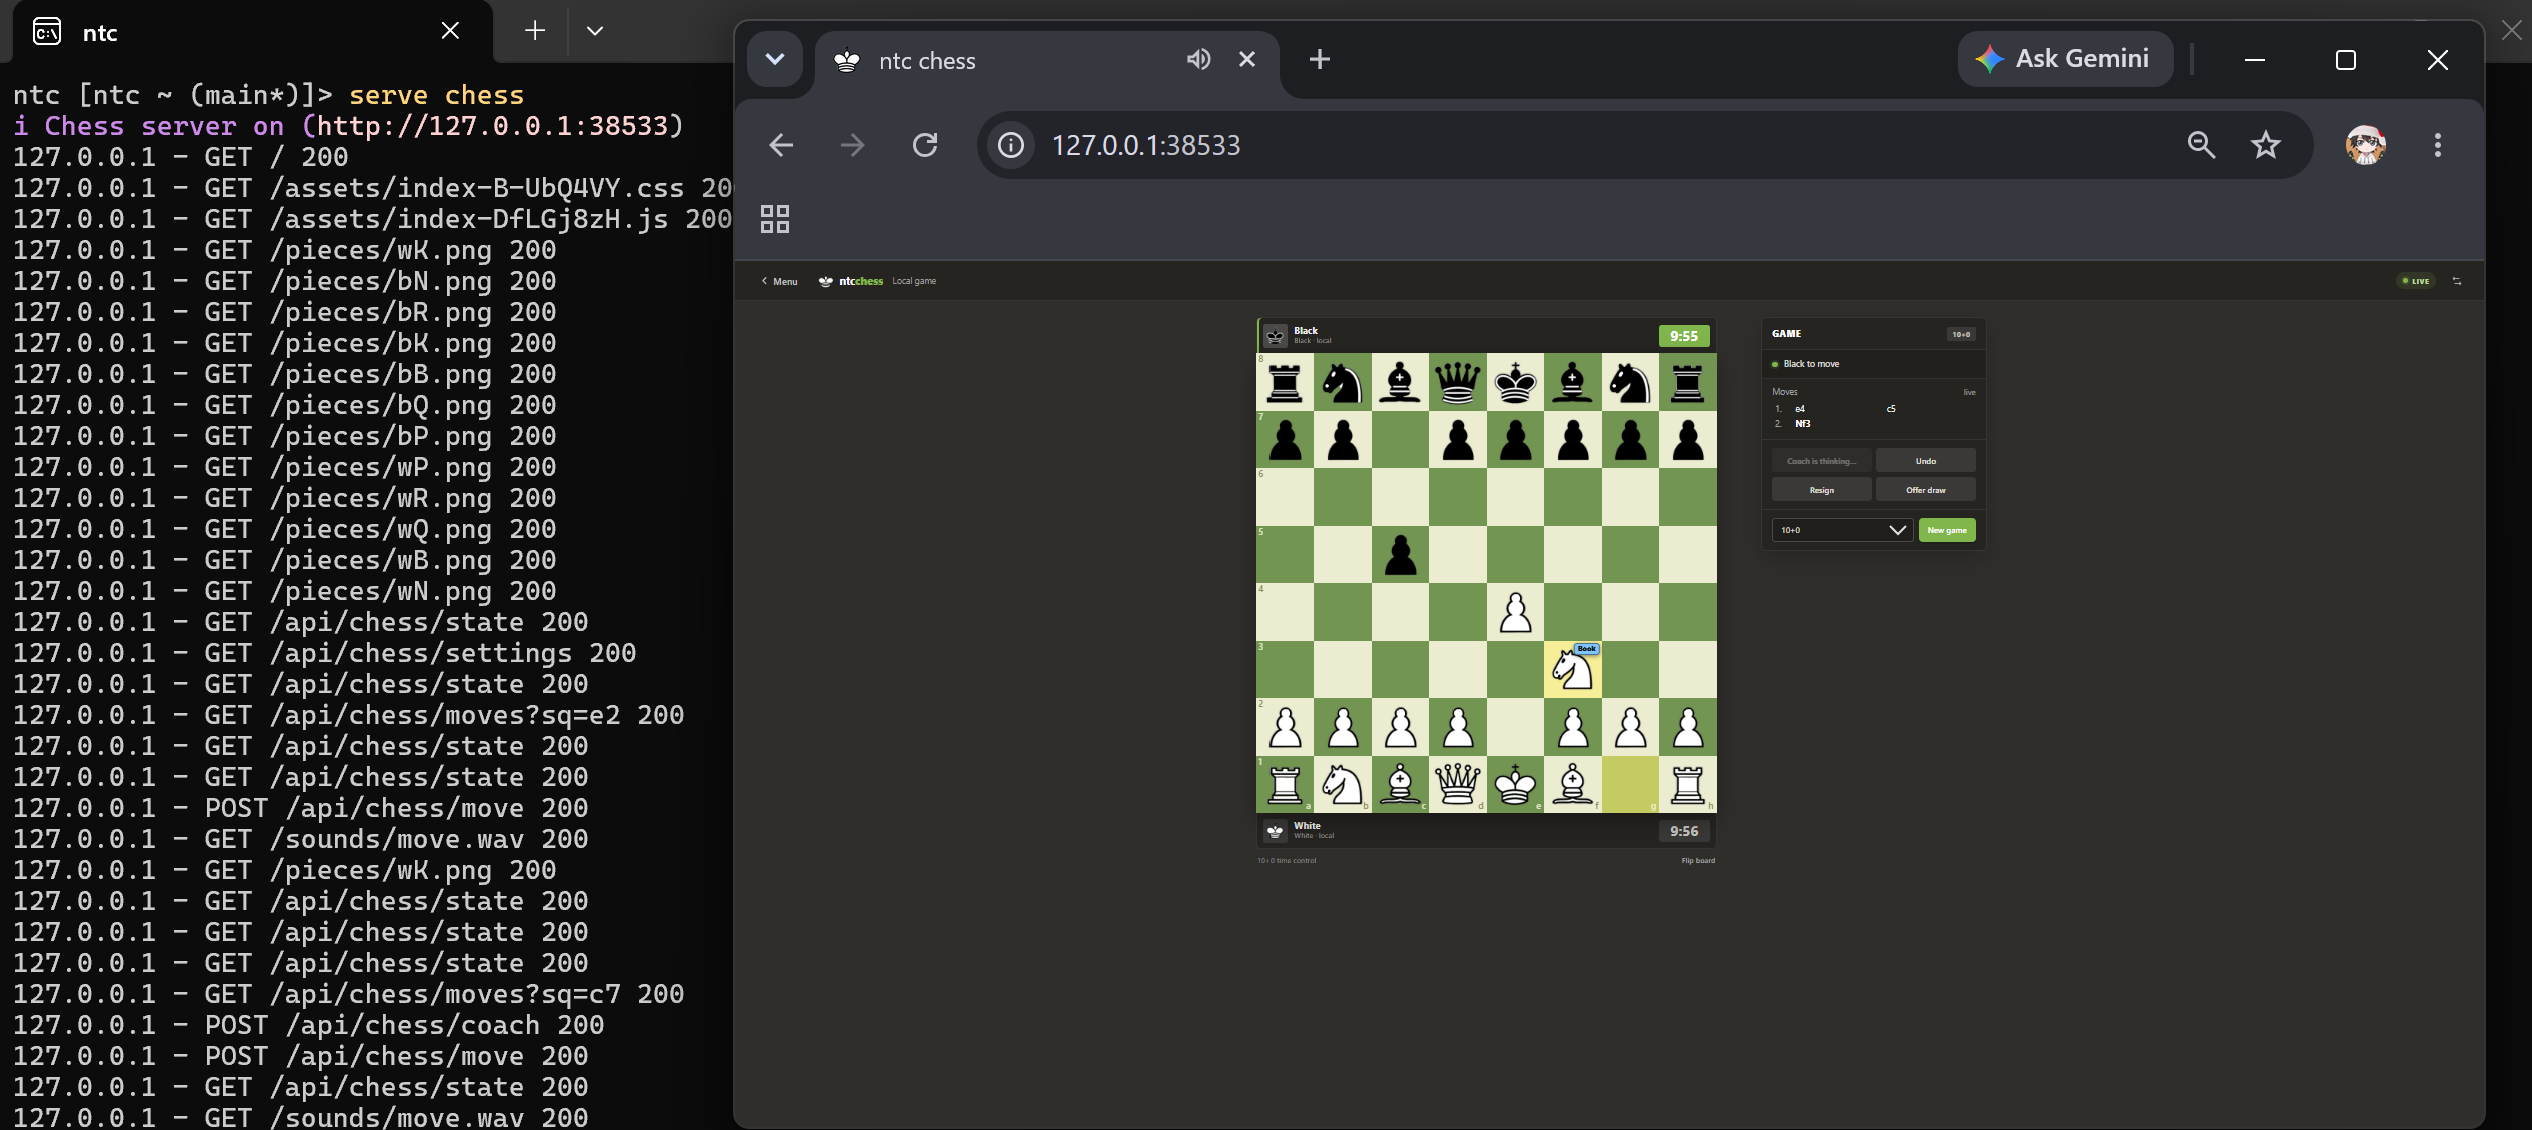 ntc
ntc [ntc ~ (main*)]> serve chess
i Chess server on (http://127.0.0.1:38533)
127.0.0.1 - GET / 200
127.0.0.1 - GET /assets/index-B-UbQ4VY.css 20
127.0.0.1 - GET /assets/index-DfLGj8zH.js 200
127.0.0.1 - GET /pieces/wK.png 200
127.0.0.1 - GET /pieces/bN.png 200
127.0.0.1 - GET /pieces/bR.png 200
127.0.0.1 - GET /pieces/bK.png 200
127.0.0.1 - GET /pieces/bB.png 200
127.0.0.1 - GET /pieces/bQ.png 200
127.0.0.1 - GET /pieces/bP.png 200
127.0.0.1 - GET /pieces/wP.png 200
127.0.0.1 - GET /pieces/wR.png 200
127.0.0.1 - GET /pieces/wQ.png 200
127.0.0.1 - GET /pieces/wB.png 200
127.0.0.1 - GET /pieces/wN.png 200
127.0.0.1 - GET /api/chess/state 200
127.0.0.1 - GET /api/chess/settings 200
127.0.0.1 - GET /api/chess/state 200
127.0.0.1 - GET /api/chess/moves?sq=e2 200
127.0.0.1 - GET /api/chess/state 200
127.0.0.1 - GET /api/chess/state 200
127.0.0.1 - POST /api/chess/move 200
127.0.0.1 - GET /sounds/move.wav 200
127.0.0.1 - GET /pieces/wK.png 200
127.0.0.1 - GET /api/chess/state 200
127.0.0.1 - GET /api/chess/state 200
127.0.0.1 - GET /api/chess/state 200
127.0.0.1 - GET /api/chess/moves?sq=c7 200
127.0.0.1 - POST /api/chess/coach 200
127.0.0.1 - POST /api/chess/move 200
127.0.0.1 - GET /api/chess/state 200
127.0.0.1 - GET /sounds/move.wav 200
ntc chess
Ask Gemini
127.0.0.1:38533
Menu ntcchess Local game
LIVE
Black
Black · local
9:55
8
7
6
5
4
3
Book
2
1
a b c d e f g h
White
White · local
9:56
10+0 time control
Flip board
GAME 10+0
Black to move
Moves live
1. e4 c5
2. Nf3
Coach is thinking... Undo
Resign Offer draw
10+0 New game